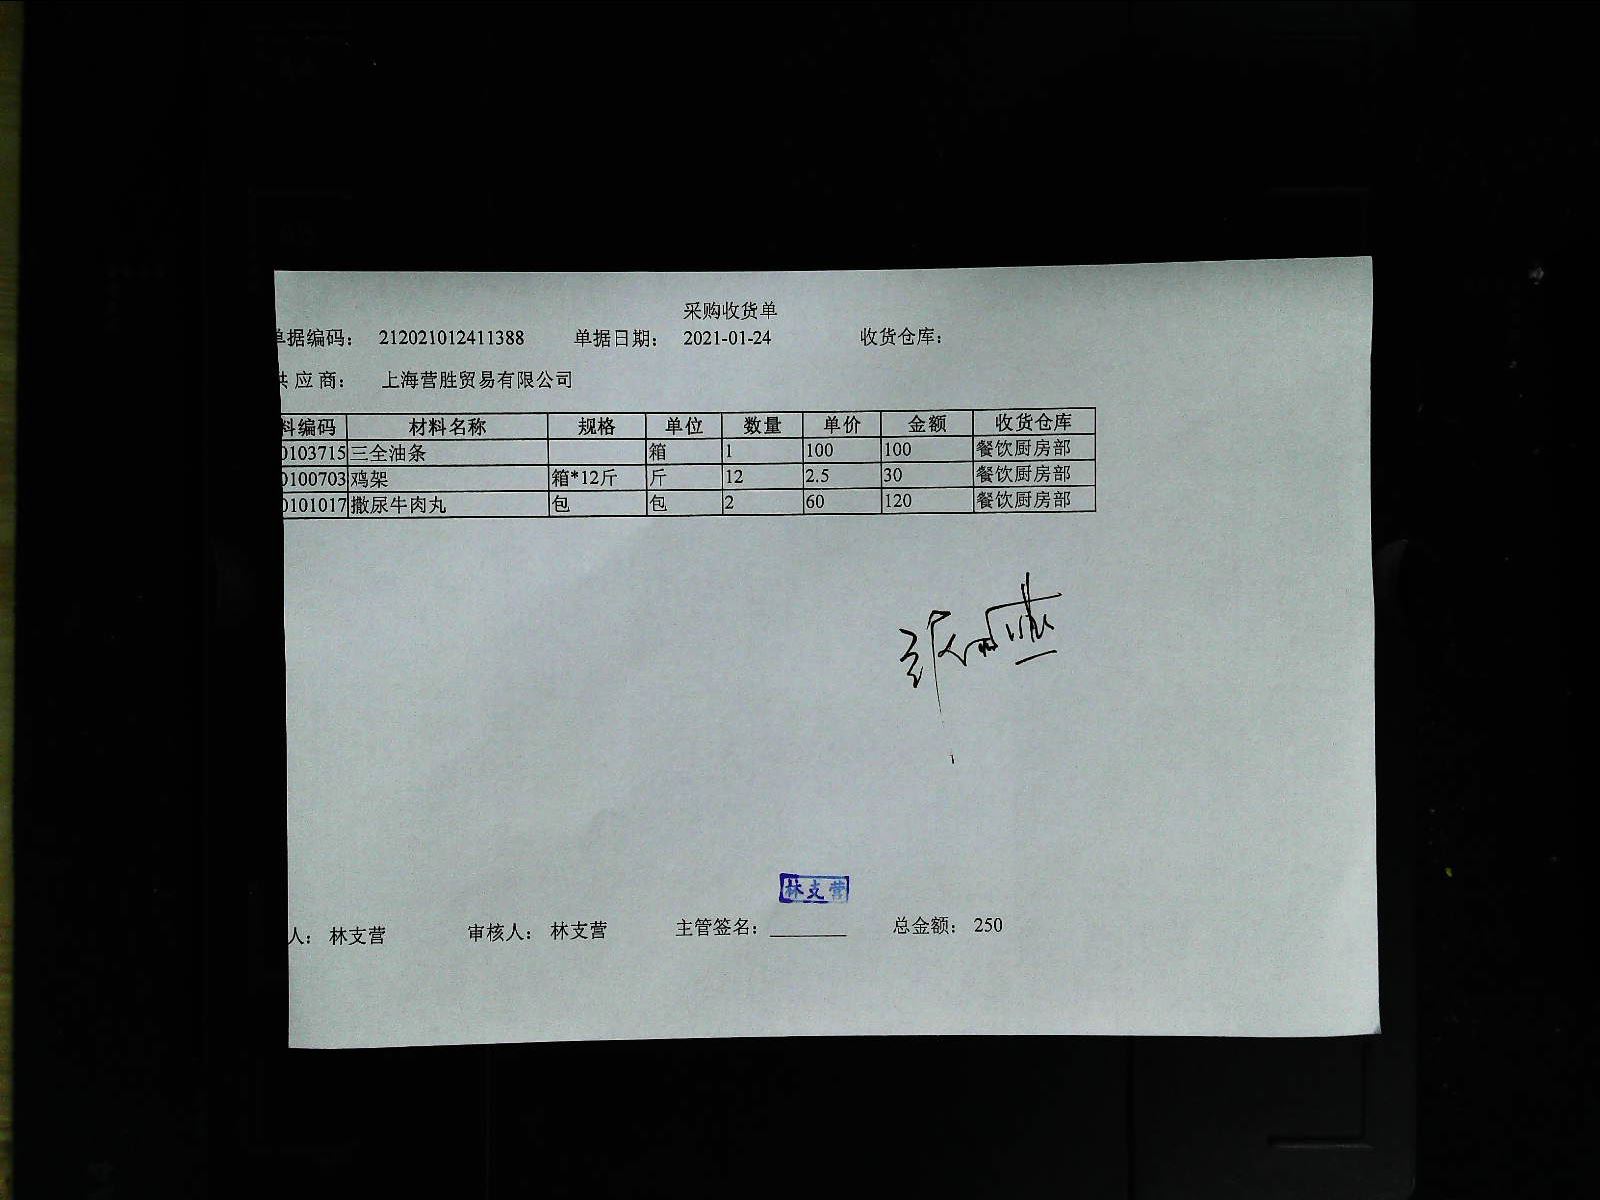 采购收货单
单据编码： 212021012411388 单据日期： 2021-01-24 收货仓库：
供 应 商： 上海营胜贸易有限公司
料编码 材料名称 规格 单位 数量 单价 金额 收货仓库
0103715 三全油条 箱 1 100 100 餐饮厨房部
0100703 鸡架 箱*12斤 斤 12 2.5 30 餐饮厨房部
0101017 撒尿牛肉丸 包 包 2 60 120 餐饮厨房部
林支营
人： 林支营 审核人： 林支营 主管签名： 总金额： 250